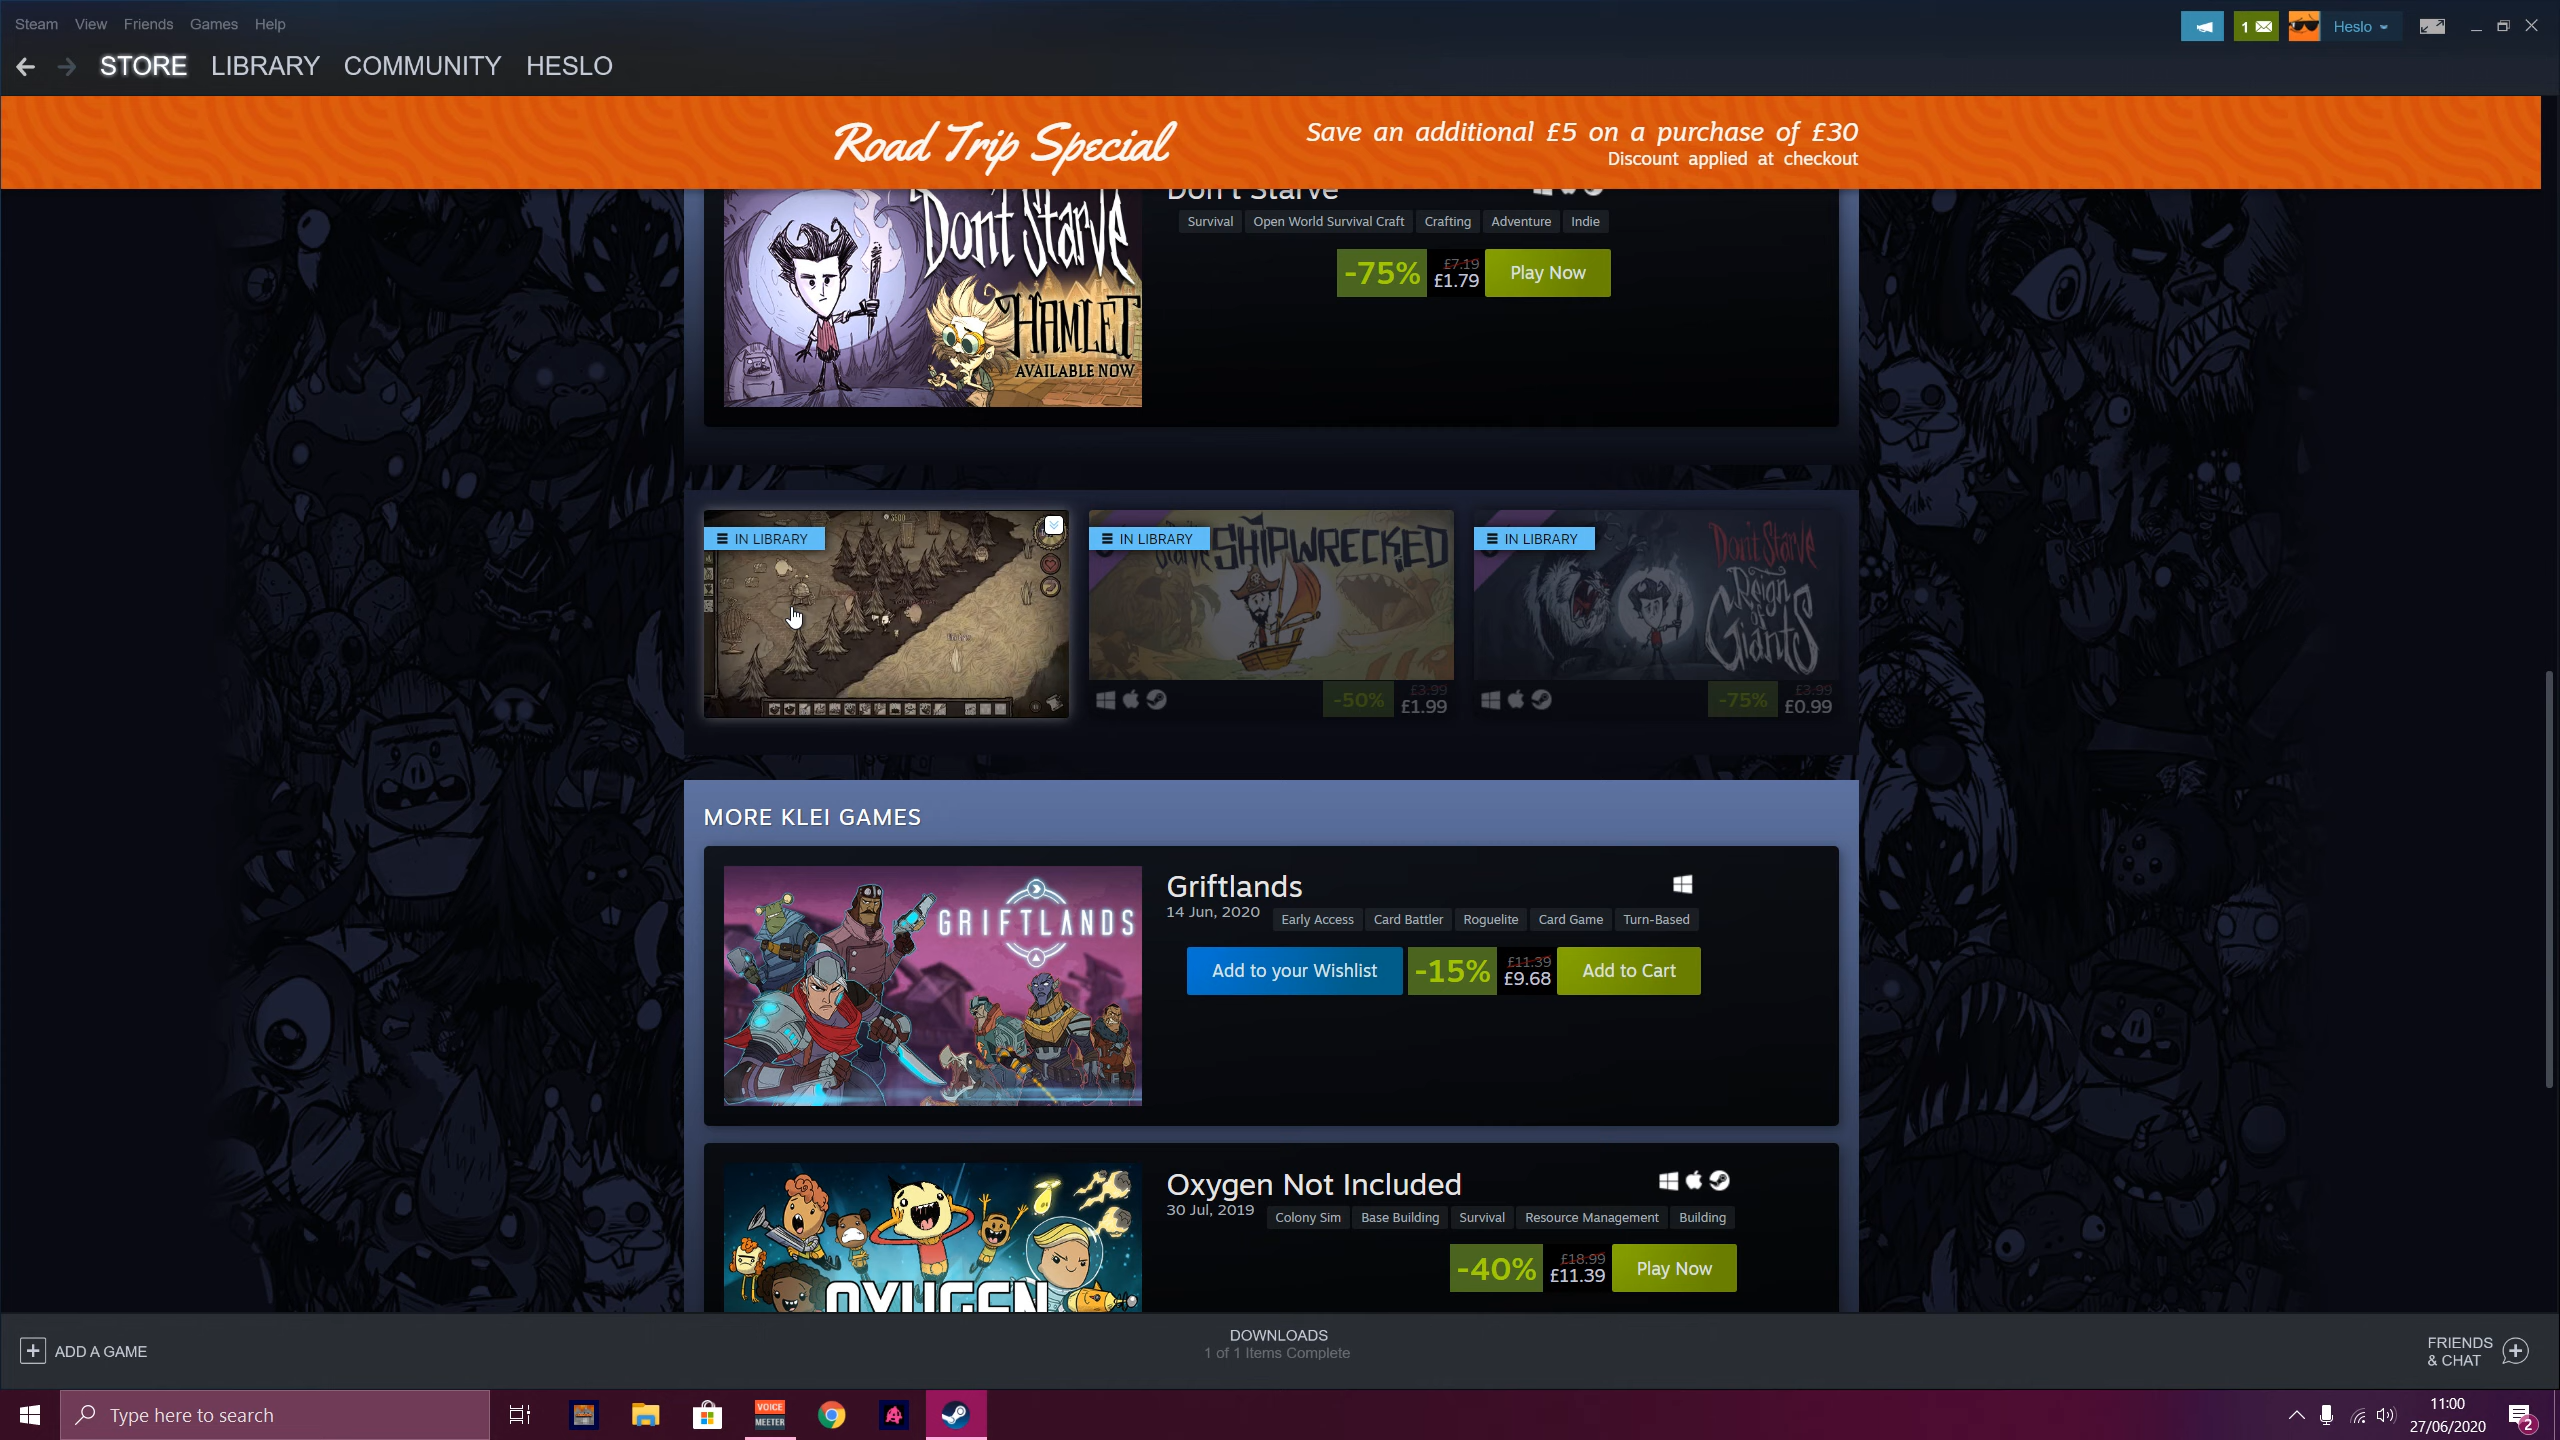 Steam View Friends Games Help
1
Heslo
STORE LIBRARY COMMUNITY HESLO
Road Trip Special
Save an additional £5 on a purchase of £30
Discount applied at checkout
Don't Starve
Don't Starve
HAMLET
AVAILABLE NOW
Survival Open World Survival Craft Crafting Adventure Indie
-75% £7.19 £1.79 Play Now
IN LIBRARY
IN LIBRARY
SHIPWRECKED
-50% £3.99 £1.99
IN LIBRARY
Don't Starve
Reign of Giants
-75% £3.99 £0.99
MORE KLEI GAMES
GRIFTLANDS
Griftlands
14 Jun, 2020 Early Access Card Battler Roguelite Card Game Turn-Based
Add to your Wishlist -15% £11.39 £9.68 Add to Cart
OXYGEN
Oxygen Not Included
30 Jul, 2019 Colony Sim Base Building Survival Resource Management Building
-40% £18.99 £11.39 Play Now
ADD A GAME
DOWNLOADS
1 of 1 Items Complete
FRIENDS
& CHAT
Type here to search
VOICE
MEETER
11:00
27/06/2020
2